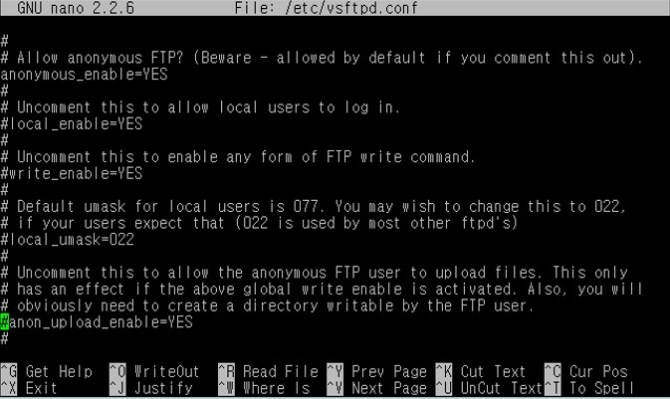 GNU nano 2.2.6 File: /etc/vsftpd.conf
#
# Allow anonymous FTP? (Beware - allowed by default if you comment this out).
anonymous_enable=YES
#
# Uncomment this to allow local users to log in.
#local_enable=YES
#
# Uncomment this to enable any form of FTP write command.
#write_enable=YES
#
# Default umask for local users is 077. You may wish to change this to 022,
# if your users expect that (022 is used by most other ftpd's)
#local_umask=022
#
# Uncomment this to allow the anonymous FTP user to upload files. This only
# has an effect if the above global write enable is activated. Also, you will
# obviously need to create a directory writable by the FTP user.
#anon_upload_enable=YES
#
^G Get Help ^O WriteOut ^R Read File ^Y Prev Page ^K Cut Text ^C Cur Pos
^X Exit ^J Justify ^W Where Is ^V Next Page ^U UnCut Text ^T To Spell